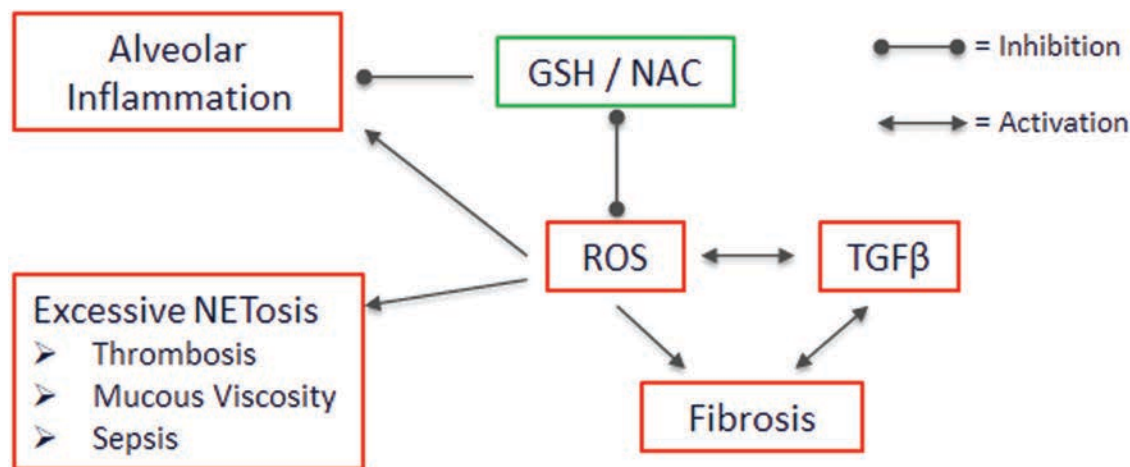 Alveolar
Inflammation
GSH / NAC
= Inhibition
= Activation
ROS
TGFβ
Excessive NETosis
➢ Thrombosis
➢ Mucous Viscosity
➢ Sepsis
Fibrosis